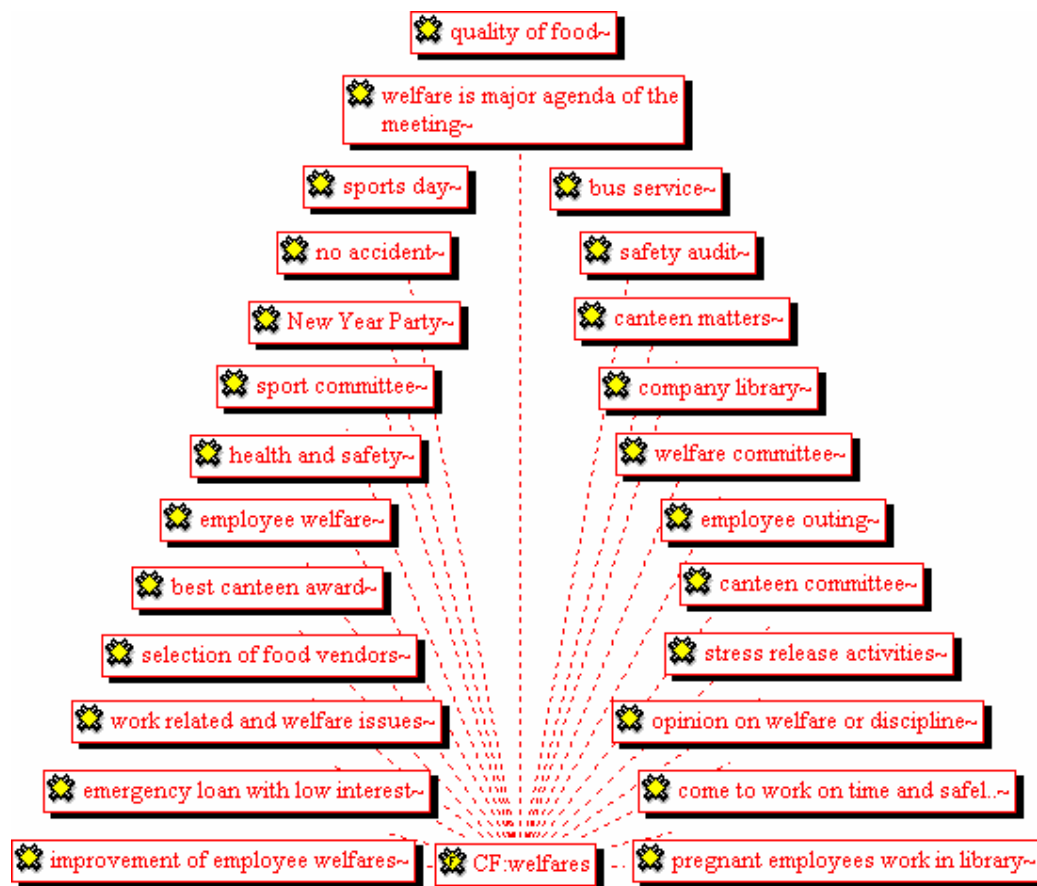 quality of food~
welfare is major agenda of the
meeting~
sports day~
bus service~
no accident~
safety audit~
New Year Party~
canteen matters~
sport committee~
company library~
health and safety~
welfare committee~
employee welfare~
employee outing~
best canteen award~
canteen committee~
selection of food vendors~
stress release activities~
work related and welfare issues~
opinion on welfare or discipline~
emergency loan with low interest~
come to work on time and safel..~
improvement of employee welfares~
CF:welfares
pregnant employees work in library~